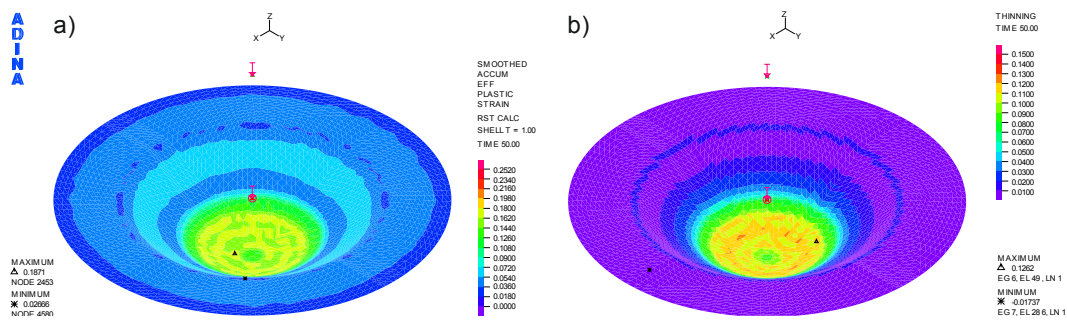 ADINA
a)
Z
X Y
SMOOTHED
ACCUM
EFF
PLASTIC
STRAIN
RST CALC
SHELL T = 1.00
TIME 50.00
0.2520
0.2340
0.2160
0.1980
0.1800
0.1620
0.1440
0.1260
0.1080
0.0900
0.0720
0.0540
0.0360
0.0180
0.0000
MAXIMUM
0.1871
NODE 2453
MINIMUM
0.02666
NODE 4580
b)
Z
X Y
THINNING
TIME 50.00
0.1500
0.1400
0.1300
0.1200
0.1100
0.1000
0.0900
0.0800
0.0700
0.0600
0.0500
0.0400
0.0300
0.0200
0.0100
MAXIMUM
0.1262
EG 6, EL 49, LN 1
MINIMUM
-0.01737
EG 7, EL 286, LN 1